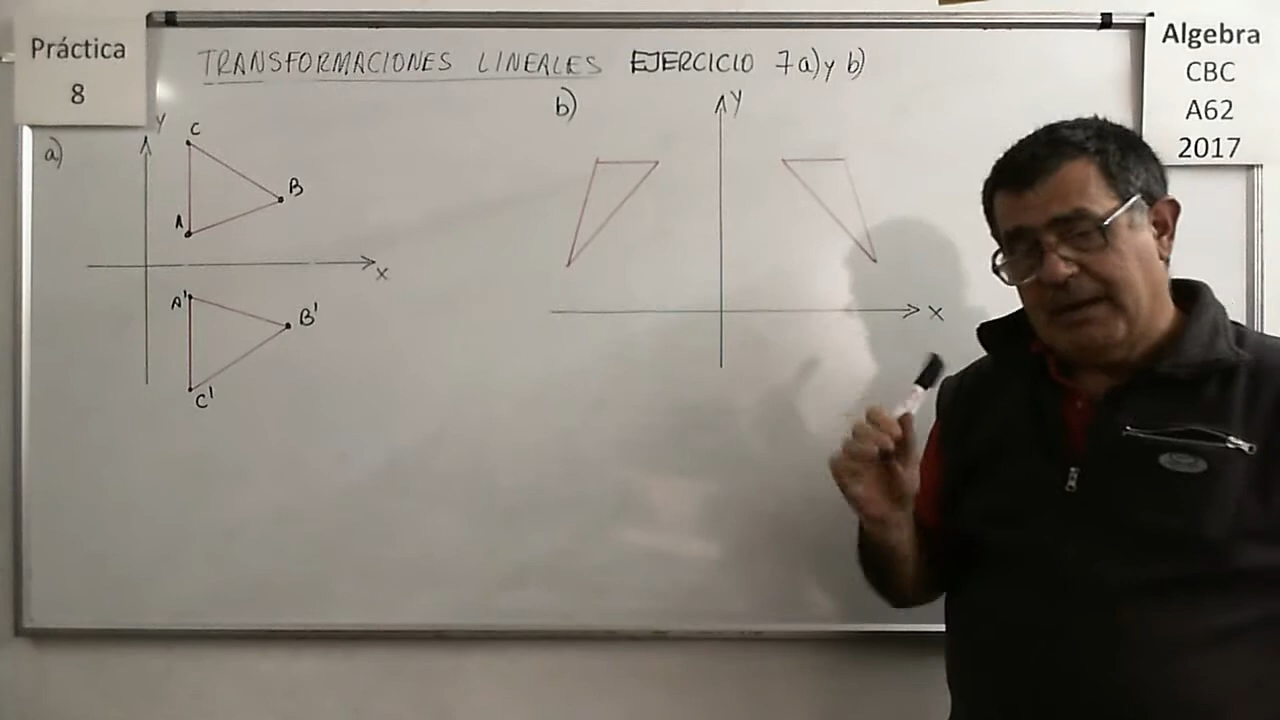 Práctica
8
Algebra
CBC
A62
2017
TRANSFORMACIONES LINEALES EJERCICIO 7a) y b)
a)
Y
C
B
A
X
A'
B'
C'
b)
Y
X